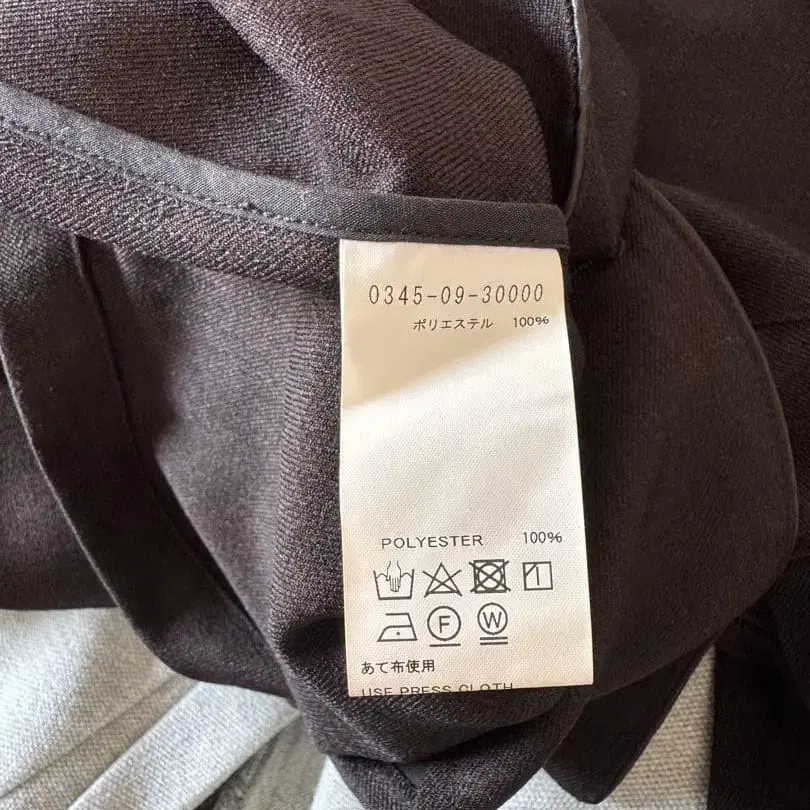 0345-09-30000
ポリエステル 100%
POLYESTER 100%
F W
あて布使用
USE PRESS CLOTH